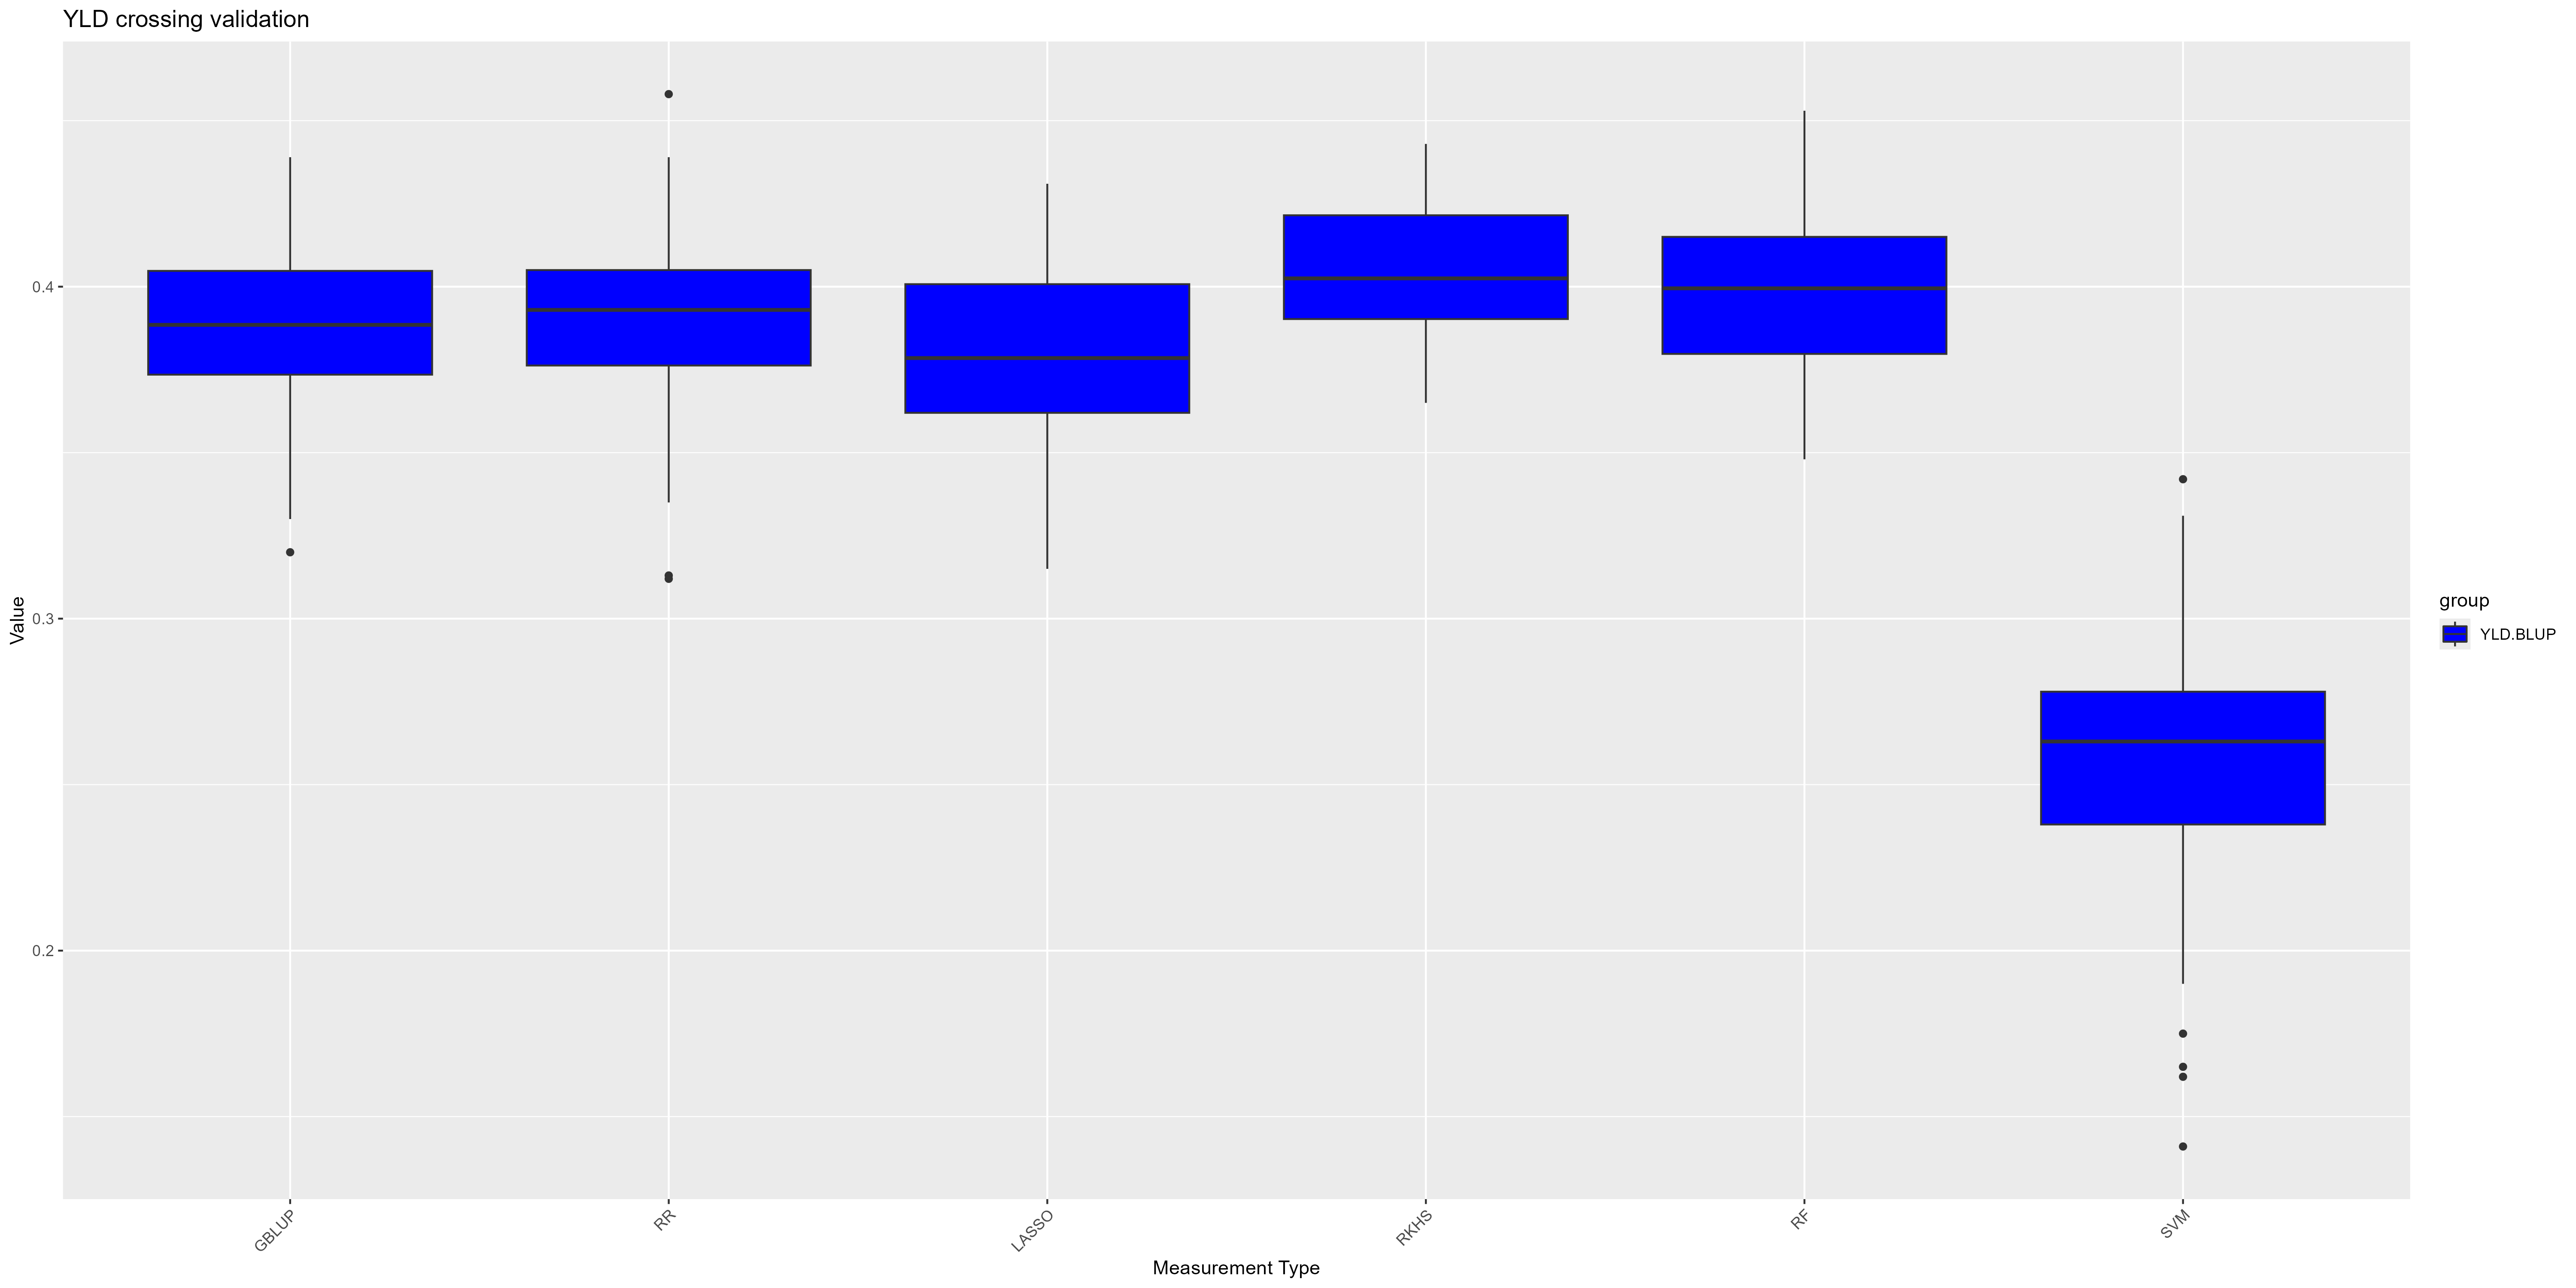 YLD crossing validation
Value
0.4
0.3
0.2
GBLUP
RR
LASSO
RKHS
RF
SVM
Measurement Type
group
YLD.BLUP